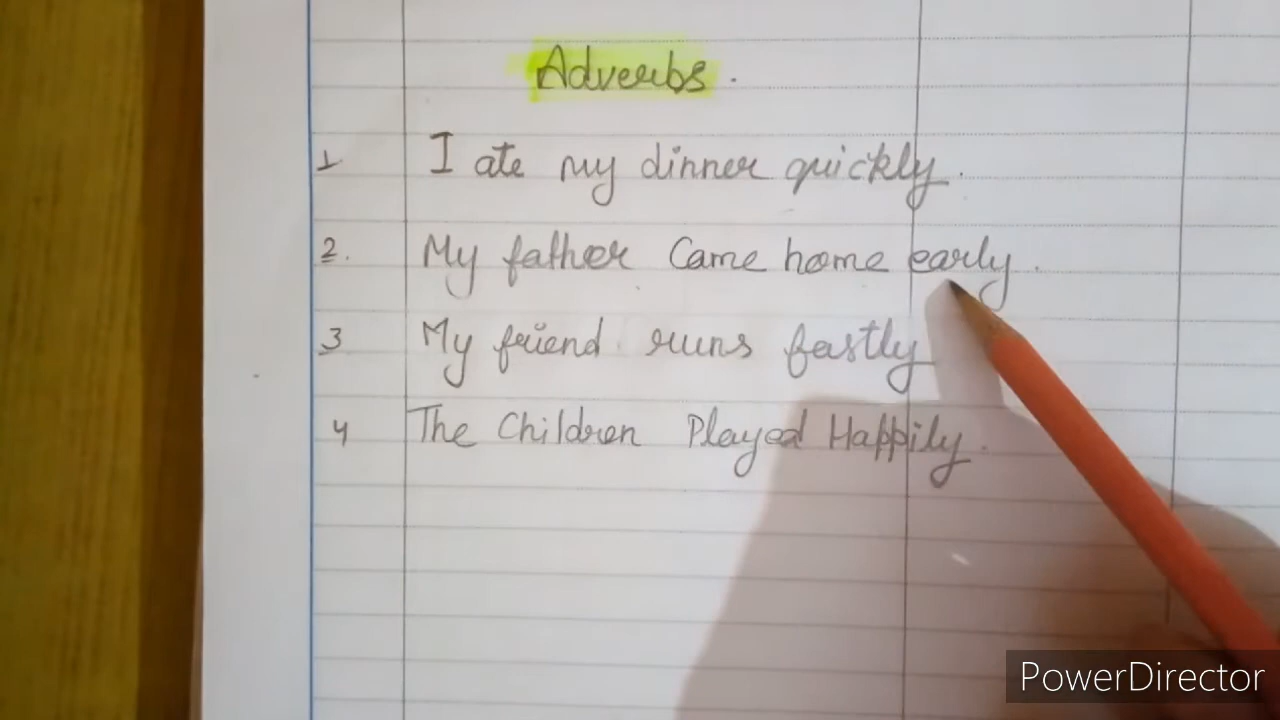 Adverbs.
1 I ate my dinner quickly.
2. My father Came home early.
3 My friend runs fastly
4 The Children Played Happily.
PowerDirector